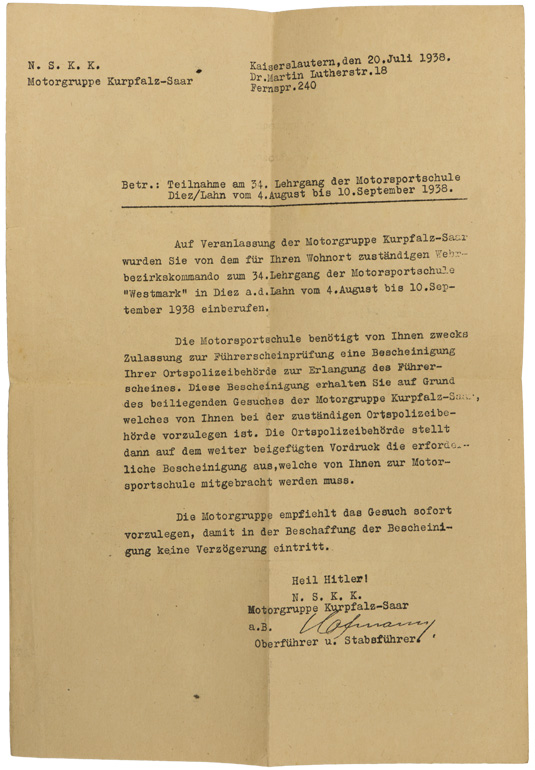 N. S. K. K.
Motorgruppe Kurpfalz-Saar
Kaiserslautern, den 20.Juli 1938.
Dr.Martin Lutherstr.18
Fernspr.240
Betr.: Teilnahme am 34. Lehrgang der Motorsportschule
Diez/Lahn vom 4.August bis 10.September 1938.
Auf Veranlassung der Motorgruppe Kurpfalz-Saar
wurden Sie von dem für Ihren Wohnort zuständigen Wehr-
bezirkskommando zum 34.Lehrgang der Motorsportschule
"Westmark" in Diez a.d.Lahn vom 4.August bis 10.Sep-
tember 1938 einberufen.
Die Motorsportschule benötigt von Ihnen zwecks
Zulassung zur Führerscheinprüfung eine Bescheinigung
Ihrer Ortspolizeibehörde zur Erlangung des Führer-
scheines. Diese Bescheinigung erhalten Sie auf Grund
des beiliegenden Gesuches der Motorgruppe Kurpfalz-Saar,
welches von Ihnen bei der zuständigen Ortspolizeibe-
hörde vorzulegen ist. Die Ortspolizeibehörde stellt
dann auf dem weiter beigefügten Vordruck die erforder-
liche Bescheinigung aus,welche von Ihnen zur Motor-
sportschule mitgebracht werden muss.
Die Motorgruppe empfiehlt das Gesuch sofort
vorzulegen, damit in der Beschaffung der Bescheini-
gung keine Verzögerung eintritt.
Heil Hitler!
N. S. K. K.
Motorgruppe Kurpfalz-Saar
a.B.
Oberführer u. Stabsführer.